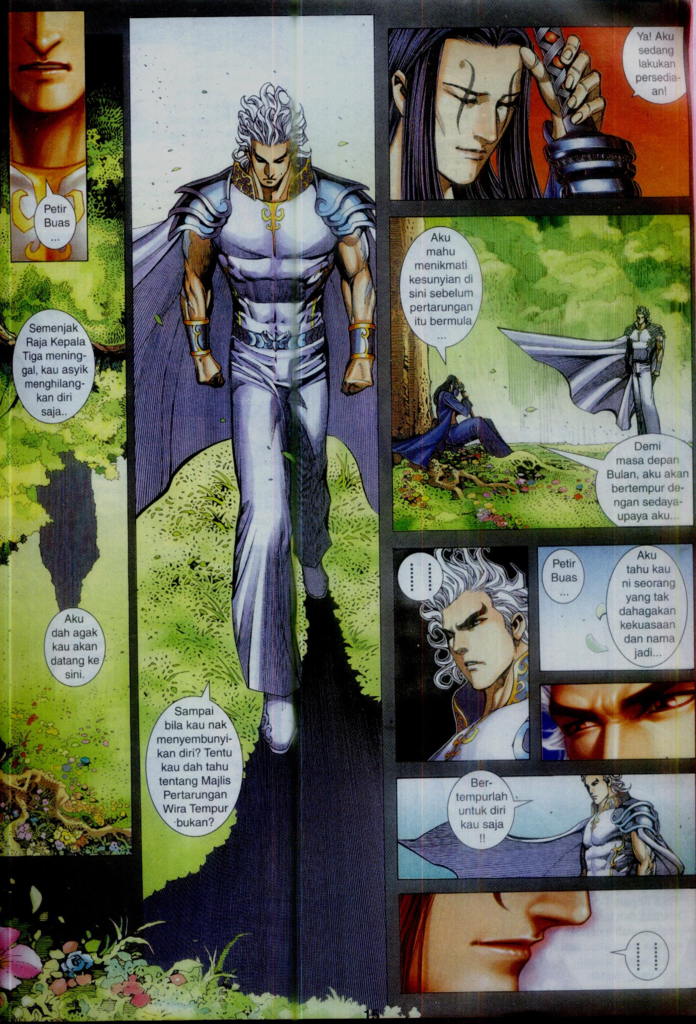 Petir
Buas
...
Semenjak
Raja Kepala
Tiga mening-
gal, kau asyik
menghilang-
kan diri
saja..
Aku
dah agak
kau akan
datang ke
sini.
Sampai
bila kau nak
menyembunyi-
kan diri? Tentu
kau dah tahu
tentang Majlis
Pertarungan
Wira Tempur
bukan?
Ya! Aku
sedang
lakukan
persedia-
an!
Aku
mahu
menikmati
kesunyian di
sini sebelum
pertarungan
itu bermula
...
Demi
masa depan
Bulan, aku akan
bertempur de-
ngan sedaya-
upaya aku...
......
Petir
Buas
...
Aku
tahu kau
ni seorang
yang tak
dahagakan
kekuasaan
dan nama
jadi...
Ber-
tempurlah
untuk diri
kau saja
!!
......